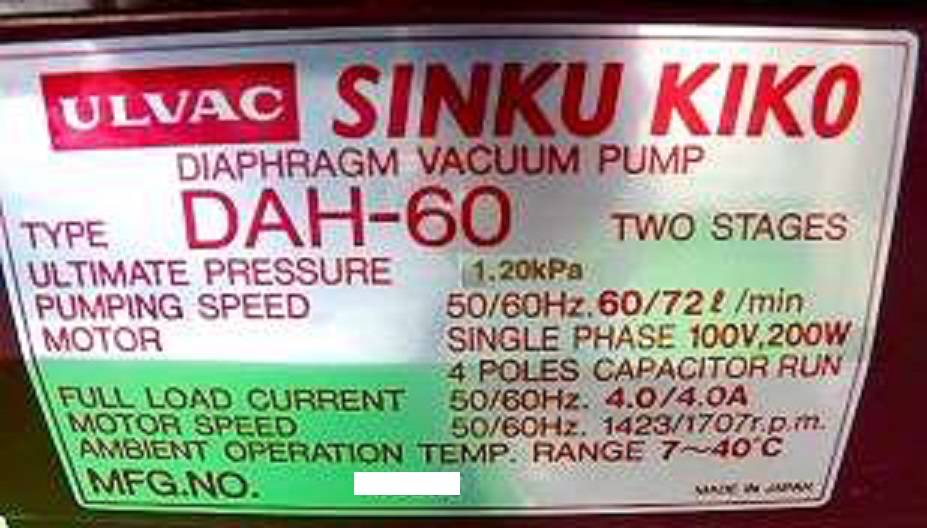 ULVAC SINKU KIKO
DIAPHRAGM VACUUM PUMP
TYPE DAH-60 TWO STAGES
ULTIMATE PRESSURE 1.20kPa
PUMPING SPEED 50/60Hz. 60/72ℓ/min
MOTOR SINGLE PHASE 100V,200W
4 POLES CAPACITOR RUN
FULL LOAD CURRENT 50/60Hz. 4.0/4.0A
MOTOR SPEED 50/60Hz. 1423/1707r.p.m.
AMBIENT OPERATION TEMP. RANGE 7~40°C
MFG.NO. MADE IN JAPAN